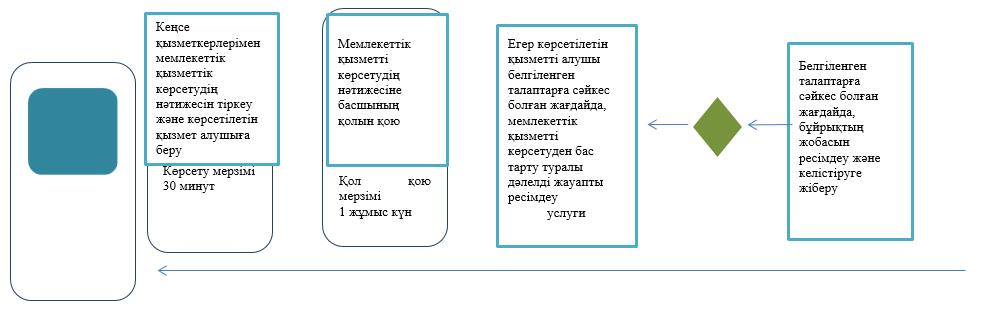 Кеңсе
қызметкерлерімен
мемлекеттік
қызметтік
көрсетудің
нәтижесін тіркеу
және көрсетілетін
қызмет алушыға
беру
Көрсету мерзімі
30 минут
Мемлекеттік
қызметті
көрсетудің
нәтижесіне
басшының
қолын қою
Қол қою
мерзімі
1 жұмыс күн
Егер көрсетілетін
қызметті алушы
белгіленген
талаптарға сәйкес
болған жағдайда,
мемлекеттік
қызметті
көрсетуден бас
тарту туралы
дәлелді жауапты
ресімдеу
услуги
Белгіленген
талаптарға
сәйкес болған
жағдайда,
бұйрықтың
жобасын
ресімдеу және
келістіруге
жіберу